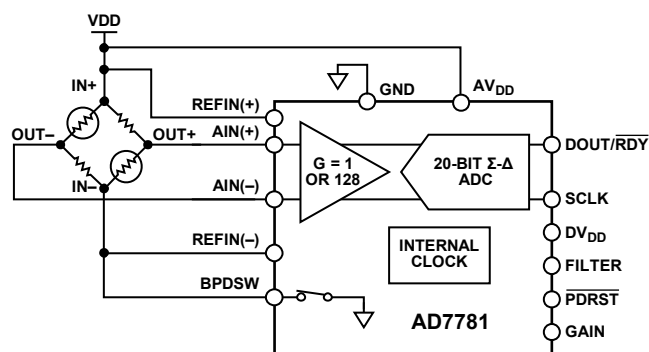 VDD
IN+
OUT–
OUT+
IN–
REFIN(+)
AIN(+)
AIN(–)
REFIN(–)
BPDSW
GND
AVDD
G = 1
OR 128
20-BIT Σ-Δ
ADC
INTERNAL
CLOCK
AD7781
DOUT/RDY
SCLK
DVDD
FILTER
PDRST
GAIN